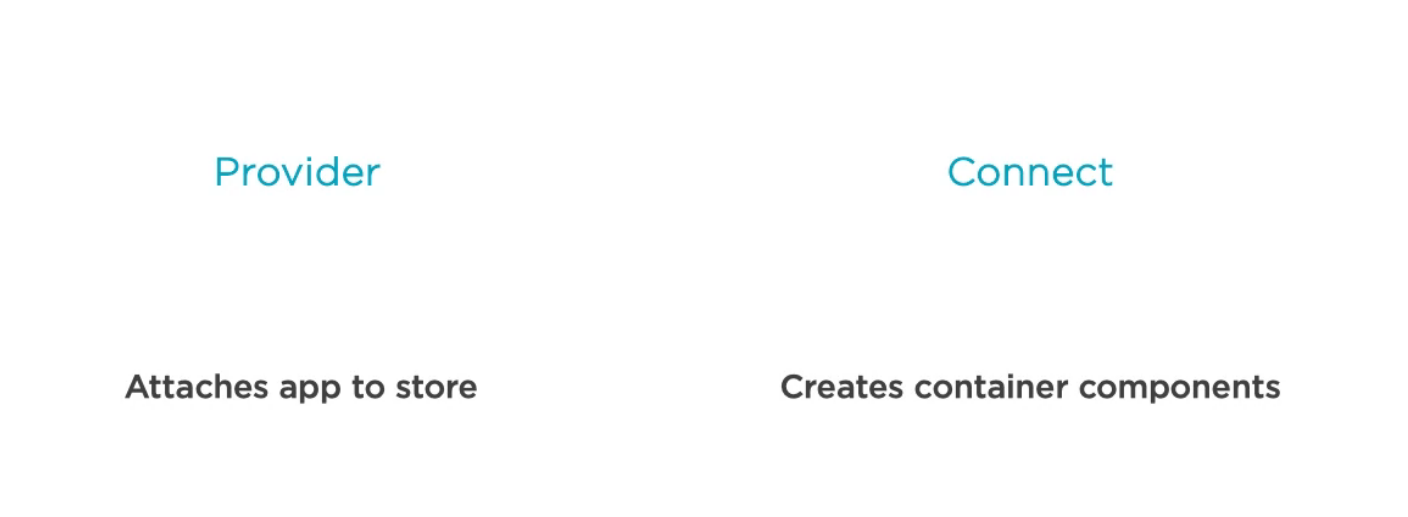 Provider
Connect
Attaches app to store
Creates container components